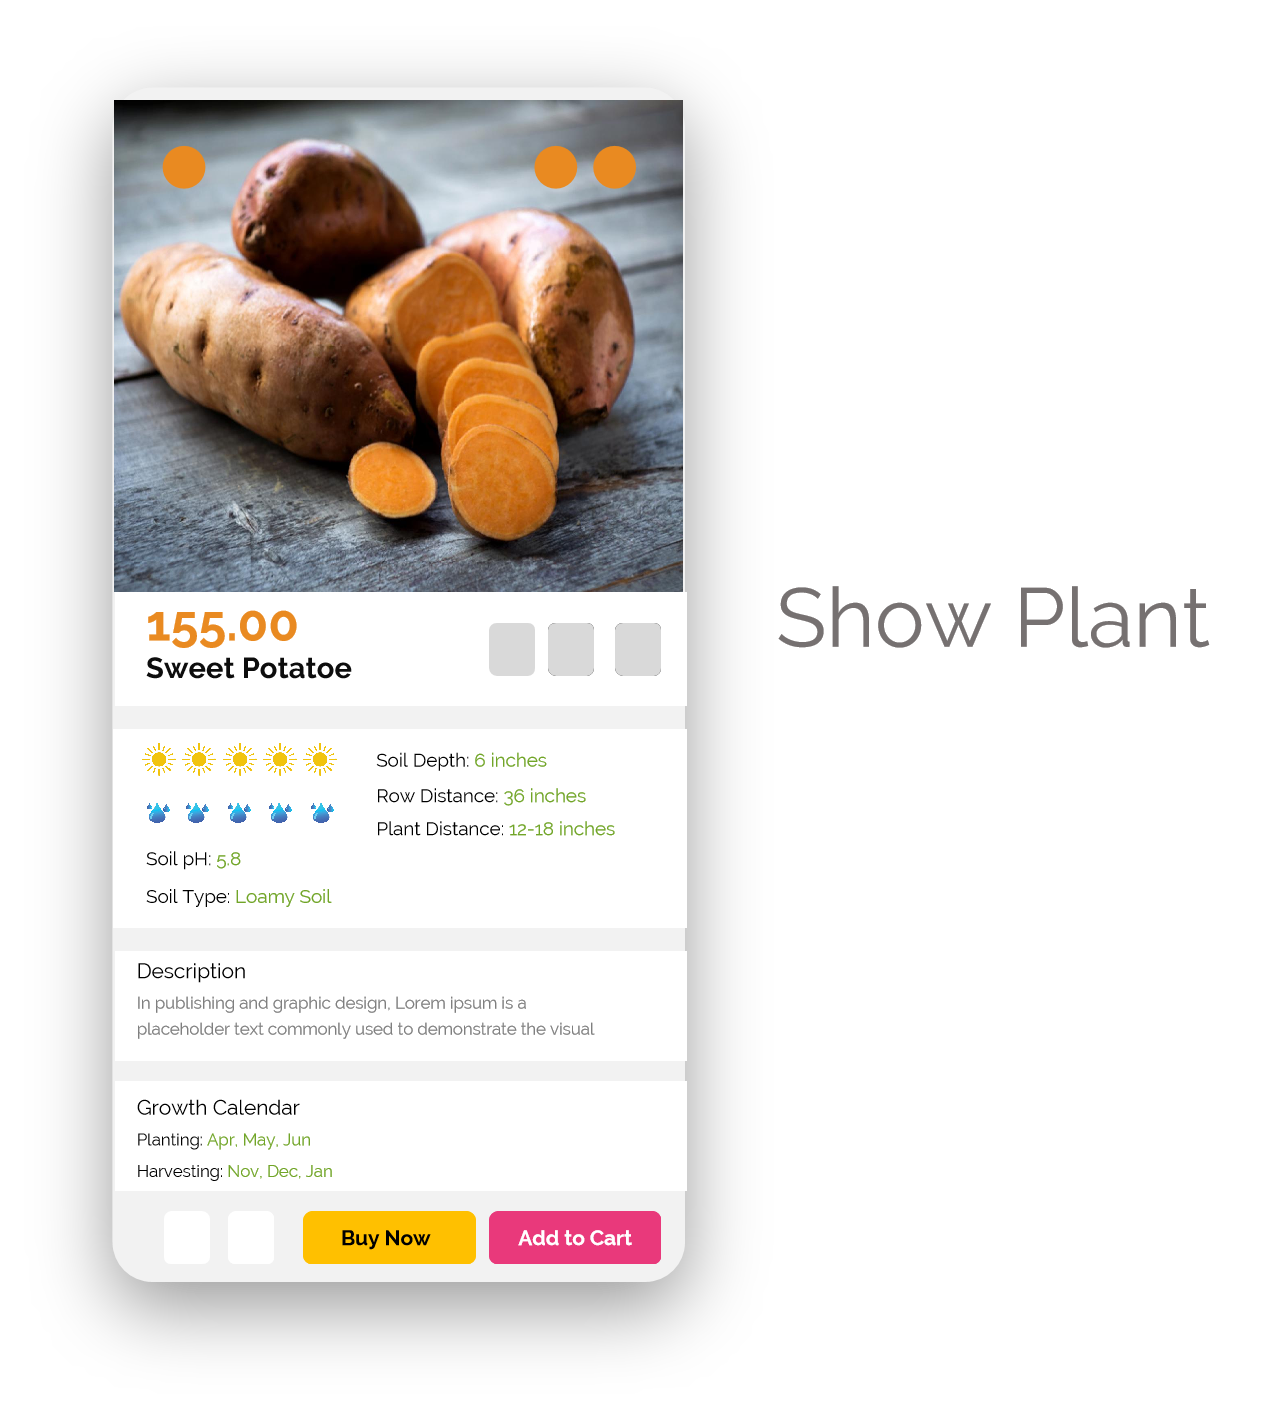 155.00
Sweet Potatoe
Show Plant
Soil Depth: 6 inches
Row Distance: 36 inches
Plant Distance: 12-18 inches
Soil pH: 5.8
Soil Type: Loamy Soil
Description
In publishing and graphic design, Lorem ipsum is a
placeholder text commonly used to demonstrate the visual
Growth Calendar
Planting: Apr, May, Jun
Harvesting: Nov, Dec, Jan
Buy Now
Add to Cart